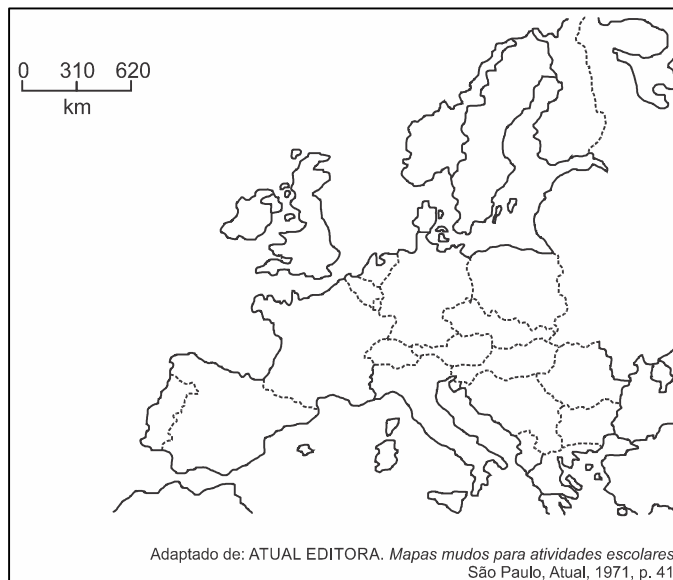 0 310 620
km
Adaptado de: ATUAL EDITORA. Mapas mudos para atividades escolares
São Paulo, Atual, 1971, p. 41